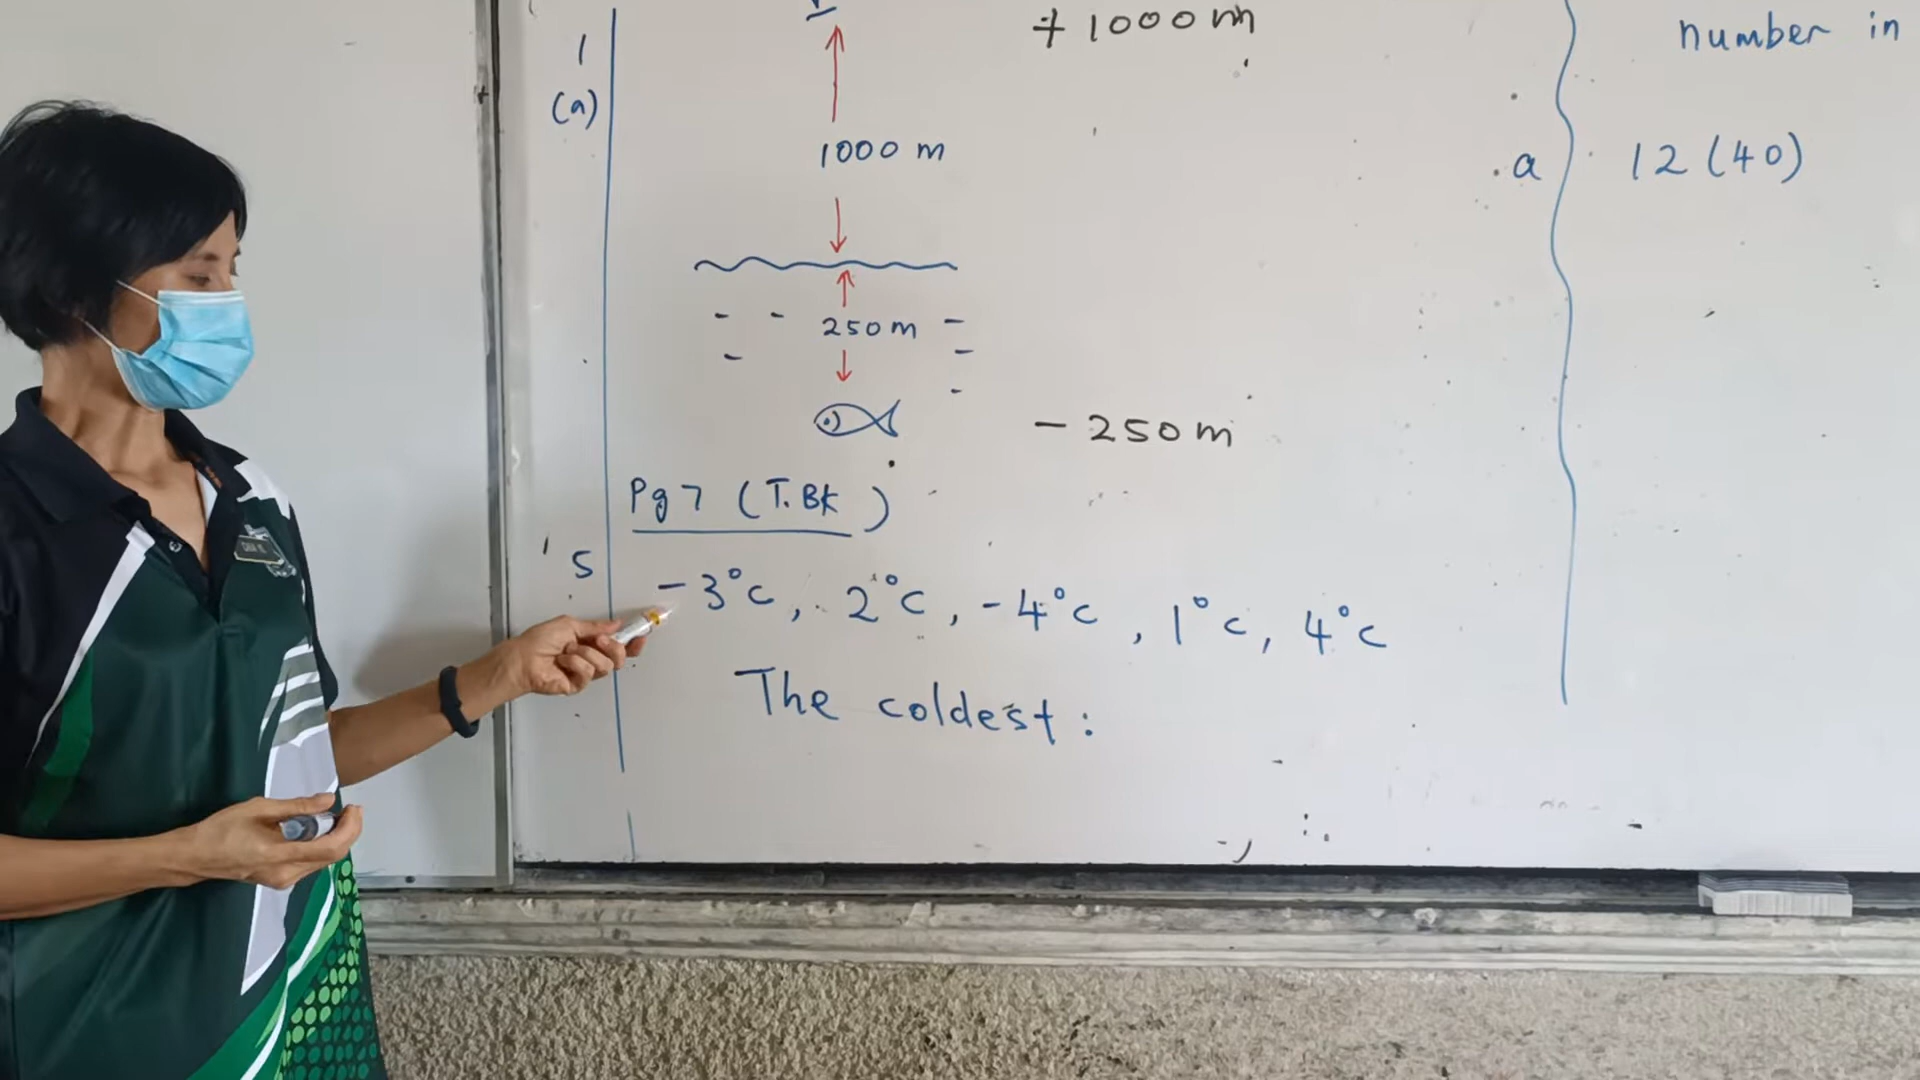 1
(a)
+ 1000 m
1000 m
250 m
- 250 m
Pg 7 (T.BK)
5
-3°c, 2°c, -4°c, 1°c, 4°c
The coldest:
number in
a 12 (40)